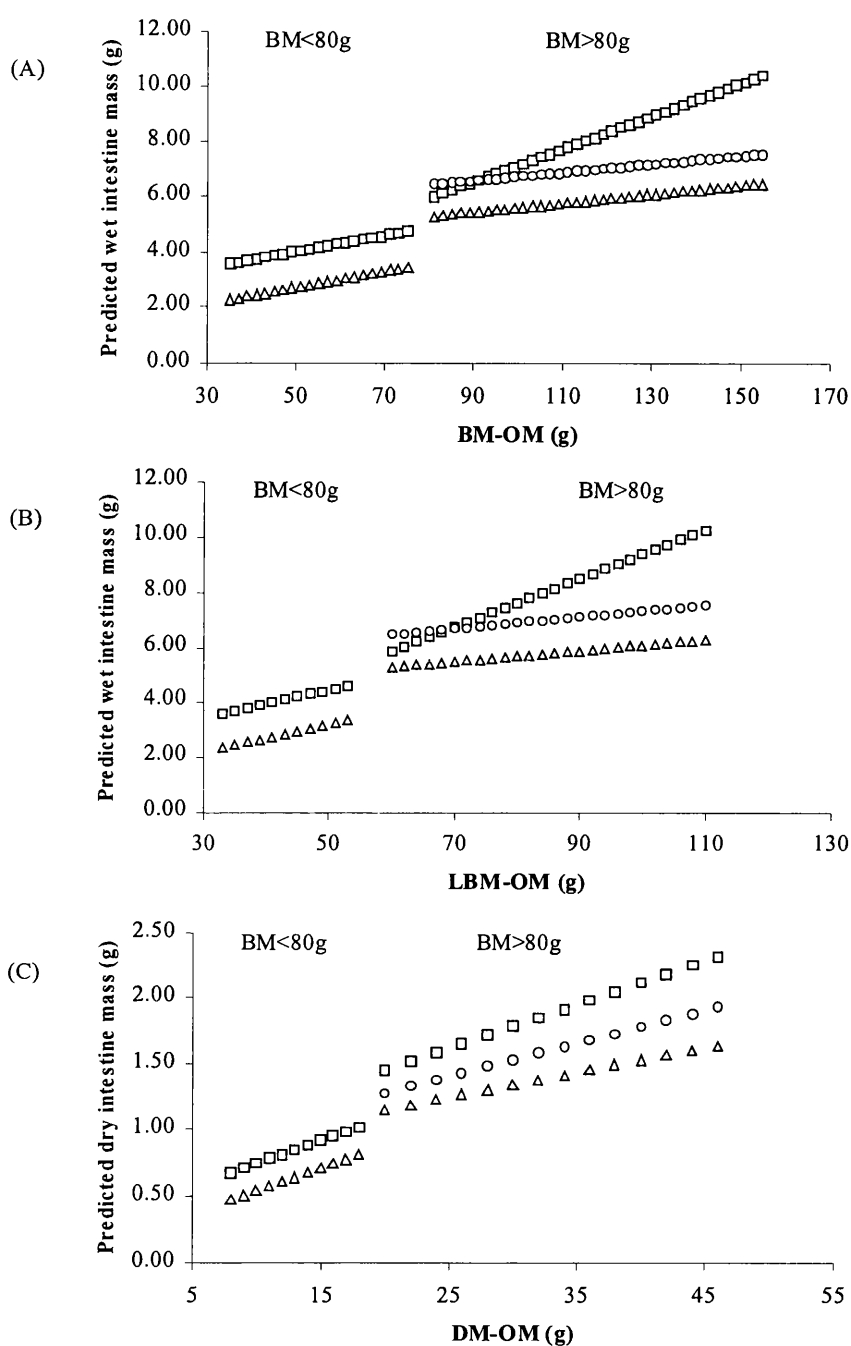 (A)
Predicted wet intestine mass (g)
12.00
10.00
8.00
6.00
4.00
2.00
0.00
BM<80g
BM>80g
30 50 70 90 110 130 150 170
BM-OM (g)
(B)
Predicted wet intestine mass (g)
12.00
10.00
8.00
6.00
4.00
2.00
0.00
BM<80g
BM>80g
30 50 70 90 110 130
LBM-OM (g)
(C)
Predicted dry intestine mass (g)
2.50
2.00
1.50
1.00
0.50
0.00
BM<80g
BM>80g
5 15 25 35 45 55
DM-OM (g)